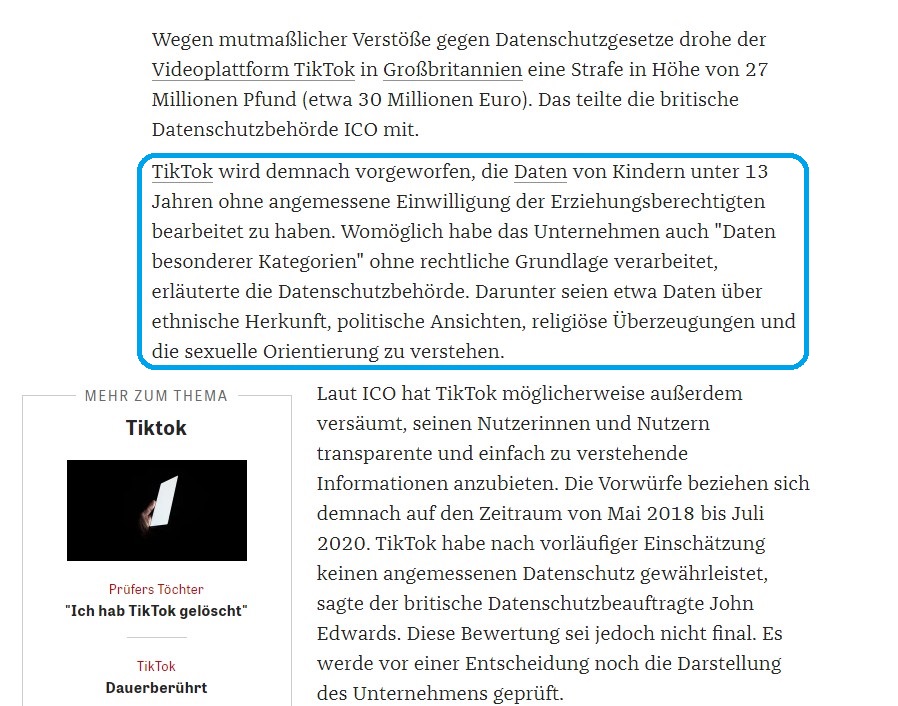 Wegen mutmaßlicher Verstöße gegen Datenschutzgesetze drohe der
Videoplattform TikTok in Großbritannien eine Strafe in Höhe von 27
Millionen Pfund (etwa 30 Millionen Euro). Das teilte die britische
Datenschutzbehörde ICO mit.
TikTok wird demnach vorgeworfen, die Daten von Kindern unter 13
Jahren ohne angemessene Einwilligung der Erziehungsberechtigten
bearbeitet zu haben. Womöglich habe das Unternehmen auch "Daten
besonderer Kategorien" ohne rechtliche Grundlage verarbeitet,
erläuterte die Datenschutzbehörde. Darunter seien etwa Daten über
ethnische Herkunft, politische Ansichten, religiöse Überzeugungen und
die sexuelle Orientierung zu verstehen.
MEHR ZUM THEMA
Tiktok
Prüfers Töchter
"Ich hab TikTok gelöscht"
TikTok
Dauerberührt
Laut ICO hat TikTok möglicherweise außerdem
versäumt, seinen Nutzerinnen und Nutzern
transparente und einfach zu verstehende
Informationen anzubieten. Die Vorwürfe beziehen sich
demnach auf den Zeitraum von Mai 2018 bis Juli
2020. TikTok habe nach vorläufiger Einschätzung
keinen angemessenen Datenschutz gewährleistet,
sagte der britische Datenschutzbeauftragte John
Edwards. Diese Bewertung sei jedoch nicht final. Es
werde vor einer Entscheidung noch die Darstellung
des Unternehmens geprüft.